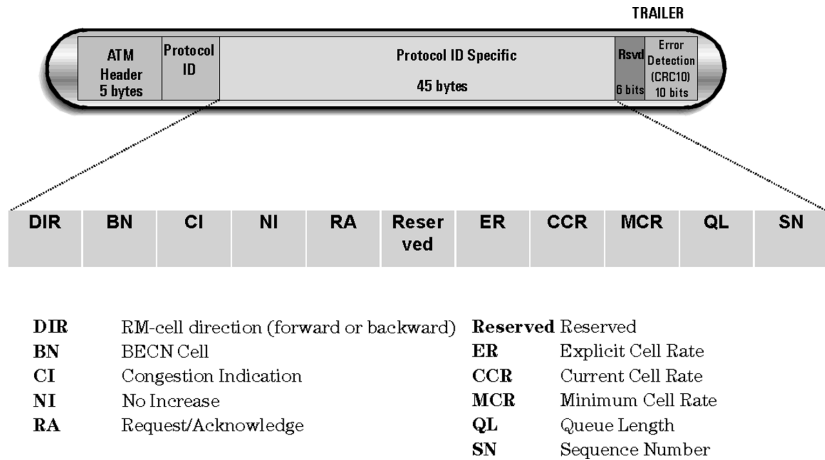 TRAILER
ATM Header 5 bytes
Protocol ID
Protocol ID Specific
45 bytes
Rsvd
6 bits
Error Detection (CRC10) 10 bits
DIR BN CI NI RA Reser ved ER CCR MCR QL SN
DIR RM-cell direction (forward or backward)
BN BECN Cell
CI Congestion Indication
NI No Increase
RA Request/Acknowledge
Reserved Reserved
ER Explicit Cell Rate
CCR Current Cell Rate
MCR Minimum Cell Rate
QL Queue Length
SN Sequence Number